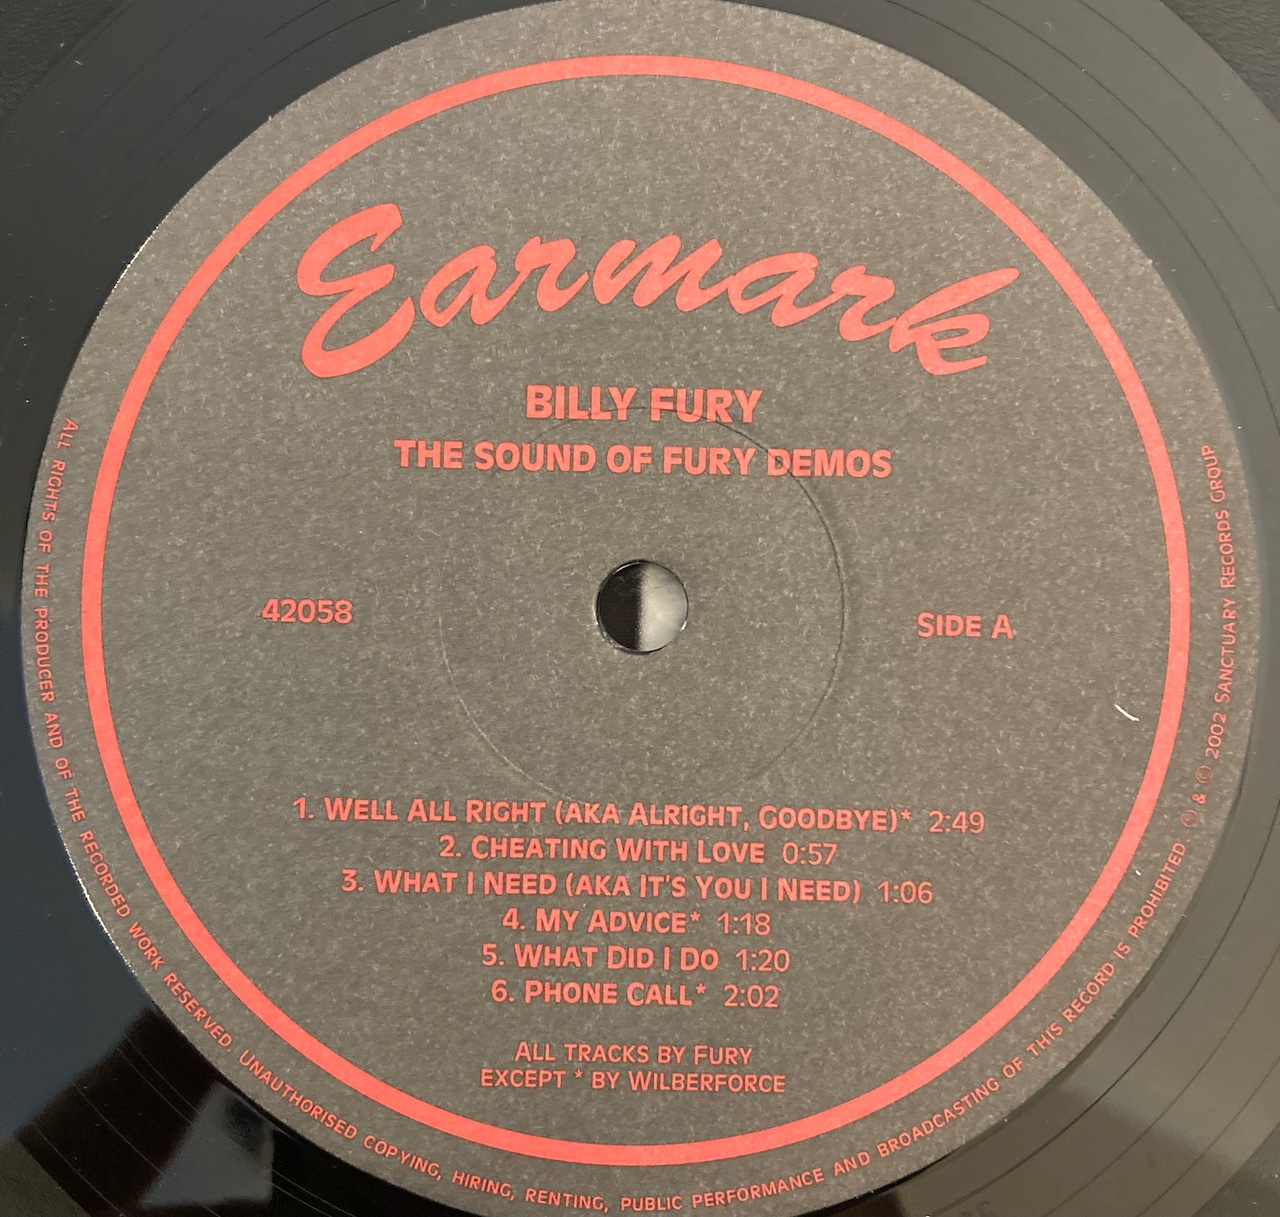 Earmark
BILLY FURY
THE SOUND OF FURY DEMOS
42058
SIDE A
1. WELL ALL RIGHT (AKA ALRIGHT, GOODBYE)* 2:49
2. CHEATING WITH LOVE 0:57
3. WHAT I NEED (AKA IT'S YOU I NEED) 1:06
4. MY ADVICE* 1:18
5. WHAT DID I DO 1:20
6. PHONE CALL* 2:02
ALL TRACKS BY FURY
EXCEPT * BY WILBERFORCE
ALL RIGHTS OF THE PRODUCER AND OF THE RECORDED WORK RESERVED. UNAUTHORISED COPYING, HIRING, RENTING, PUBLIC PERFORMANCE AND BROADCASTING OF THIS RECORD IS PROHIBITED. ℗ & © 2002 SANCTUARY RECORDS GROUP